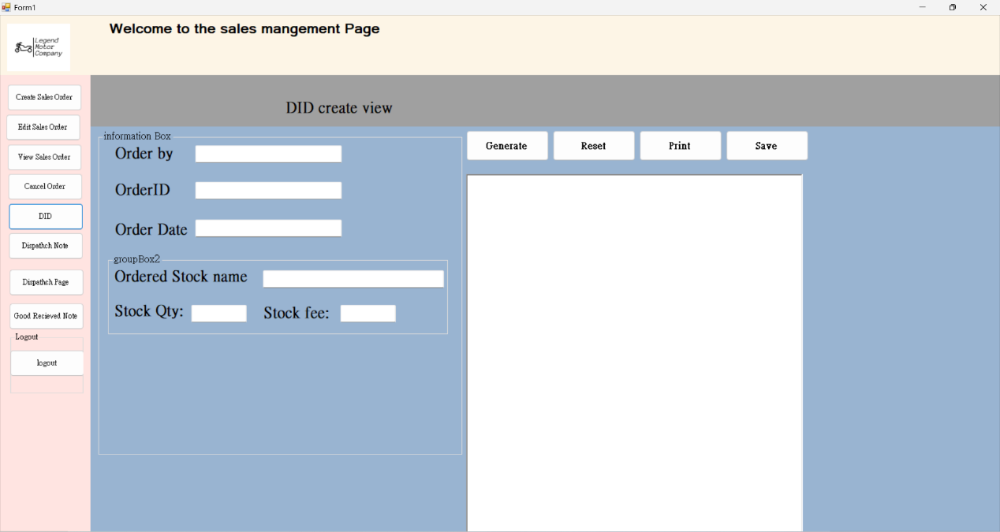 Form1
Welcome to the sales mangement Page
Legend
Motor
Company
Create Sales Order
Edit Sales Order
View Sales Order
Cancel Order
DID
Dispathch Note
Dispathch Page
Good Recieved Note
Logout
logout
DID create view
information Box
Order by
OrderID
Order Date
groupBox2
Ordered Stock name
Stock Qty: Stock fee:
Generate Reset Print Save